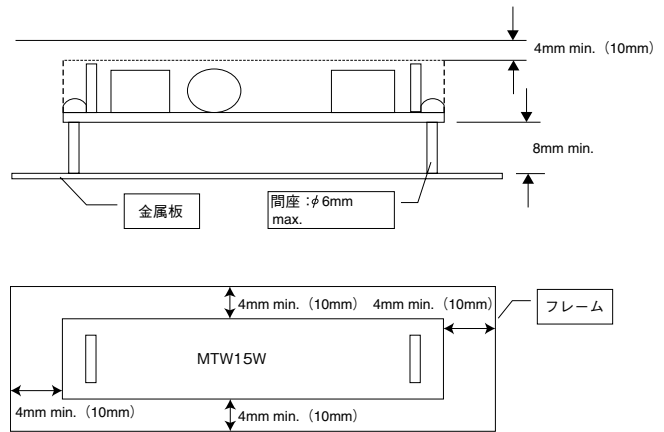 4mm min.（10mm）
8mm min.
金属板
間座：φ6mm
max.
4mm min.（10mm）
4mm min.（10mm）
フレーム
MTW15W
4mm min.（10mm）
4mm min.（10mm）